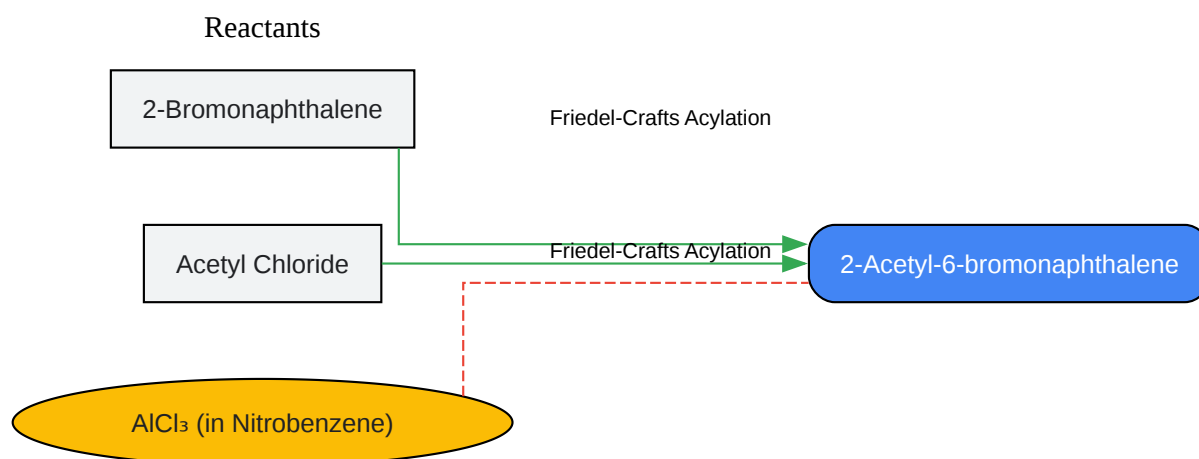 Reactants
2-Bromonaphthalene
Friedel-Crafts Acylation
Acetyl Chloride
Friedel-Crafts Acylation
2-Acetyl-6-bromonaphthalene
AlCl₃ (in Nitrobenzene)